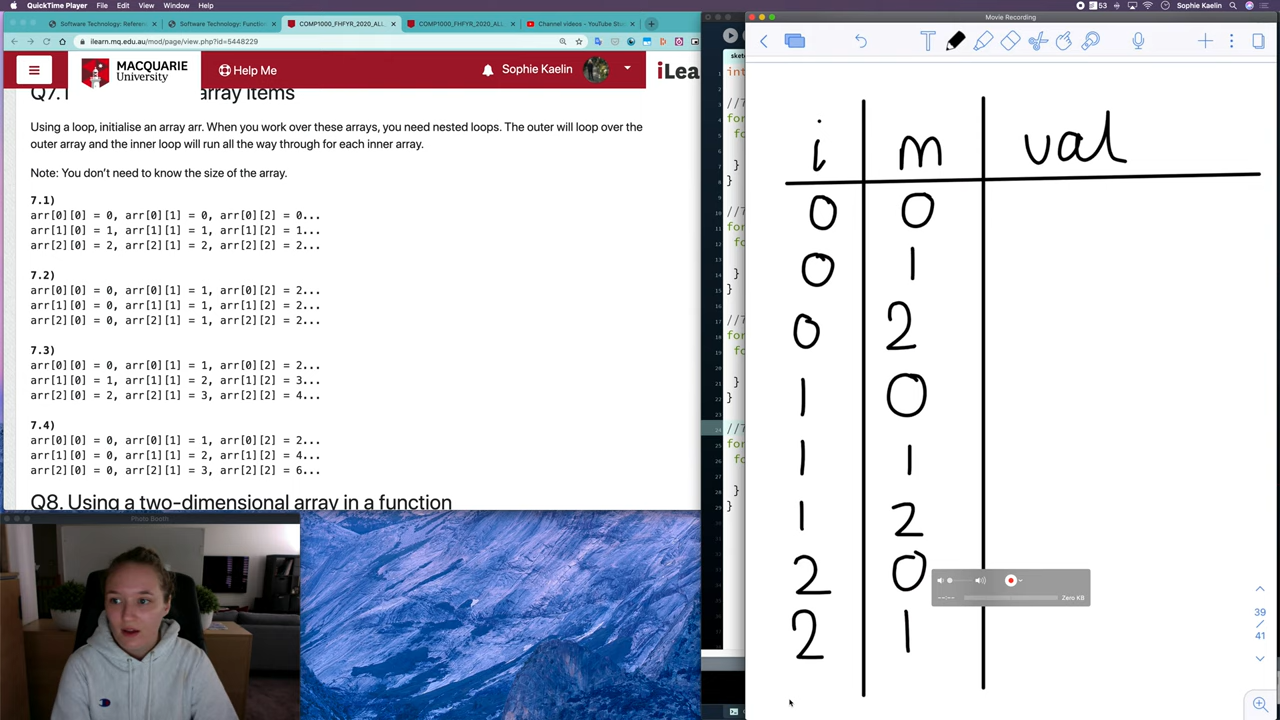 QuickTime Player File Edit View Window Help
53
Sophie Kaelin
Software Technology: Referen
Software Technology: Function
COMP1000_FHFYR_2020_ALL
COMP1000_FHFYR_2020_ALL
Channel videos - YouTube Stud
Movie Recording
ilearn.mq.edu.au/mod/page/view.php?id=5448229
MACQUARIE
University
Help Me
Sophie Kaelin
iLea
array items
Using a loop, initialise an array arr. When you work over these arrays, you need nested loops. The outer will loop over the
outer array and the inner loop will run all the way through for each inner array.
Note: You don't need to know the size of the array.
7.1)
arr[0][0] = 0, arr[0][1] = 0, arr[0][2] = 0...
arr[1][0] = 1, arr[1][1] = 1, arr[1][2] = 1...
arr[2][0] = 2, arr[2][1] = 2, arr[2][2] = 2...
7.2)
arr[0][0] = 0, arr[0][1] = 1, arr[0][2] = 2...
arr[1][0] = 0, arr[1][1] = 1, arr[1][2] = 2...
arr[2][0] = 0, arr[2][1] = 1, arr[2][2] = 2...
7.3)
arr[0][0] = 0, arr[0][1] = 1, arr[0][2] = 2...
arr[1][0] = 1, arr[1][1] = 2, arr[1][2] = 3...
arr[2][0] = 2, arr[2][1] = 3, arr[2][2] = 4...
7.4)
arr[0][0] = 0, arr[0][1] = 1, arr[0][2] = 2...
arr[1][0] = 0, arr[1][1] = 2, arr[1][2] = 4...
arr[2][0] = 0, arr[2][1] = 3, arr[2][2] = 6...
Q8. Using a two-dimensional array in a function
Photo Booth
i m val
0 0
0 1
0 2
1 0
1 1
1 2
2 0
2 1
--:-- Zero KB
39
/
41